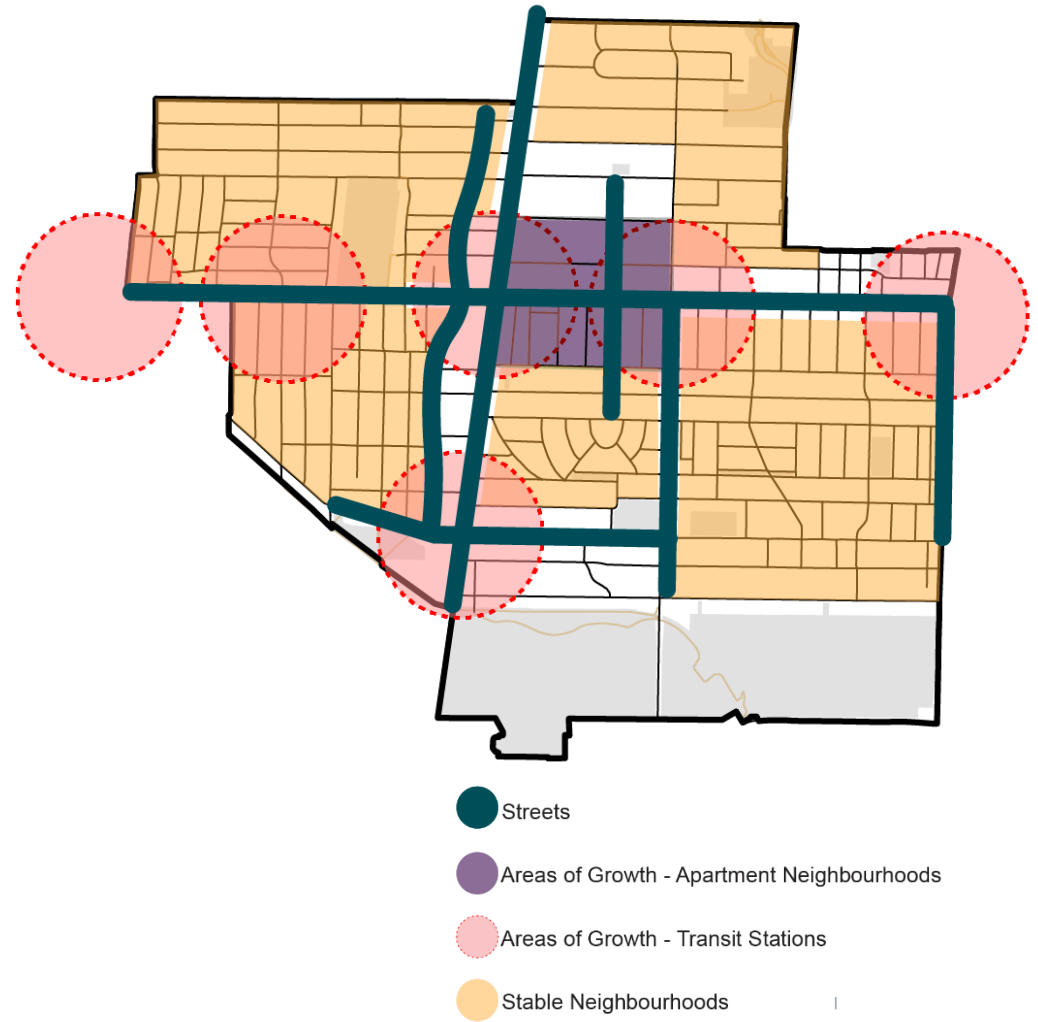 Streets
Areas of Growth - Apartment Neighbourhoods
Areas of Growth - Transit Stations
Stable Neighbourhoods